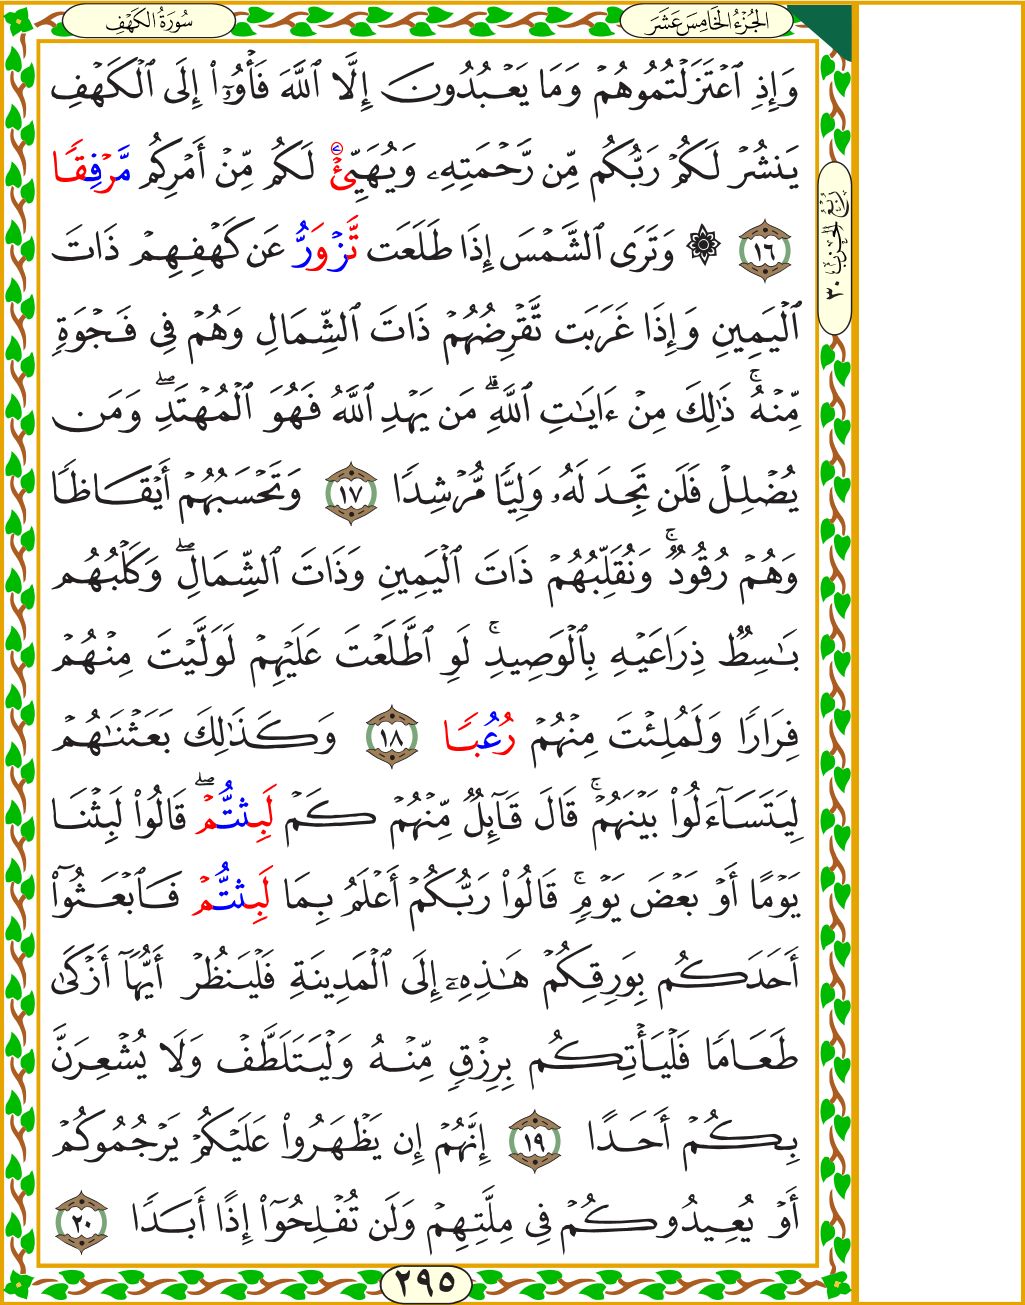 الجُزْءُ الخَامِسَ عَشَرَ
سُورَةُ الكَهْفِ
وَإِذِ ٱعْتَزَلْتُمُوهُمْ وَمَا يَعْبُدُونَ إِلَّا ٱللَّهَ فَأْوُۥٓا۟ إِلَى ٱلْكَهْفِ
يَنشُرْ لَكُمْ رَبُّكُم مِّن رَّحْمَتِهِۦ وَيُهَيِّئْ لَكُم مِّنْ أَمْرِكُم مَّرْفِقًا
١٦ ۞ وَتَرَى ٱلشَّمْسَ إِذَا طَلَعَت تَّزْوَرُّ عَن كَهْفِهِمْ ذَاتَ
ٱلْيَمِينِ وَإِذَا غَرَبَت تَّقْرِضُهُمْ ذَاتَ ٱلشِّمَالِ وَهُمْ فِى فَجْوَةٍ
مِّنْهُ ۚ ذَٰلِكَ مِنْ ءَايَـٰتِ ٱللَّهِ ۗ مَن يَهْدِ ٱللَّهُ فَهُوَ ٱلْمُهْتَدِ ۖ وَمَن
يُضْلِلْ فَلَن تَجِدَ لَهُۥ وَلِيًّا مُّرْشِدًا ١٧ وَتَحْسَبُهُمْ أَيْقَاظًا
وَهُمْ رُقُودٌ ۚ وَنُقَلِّبُهُمْ ذَاتَ ٱلْيَمِينِ وَذَاتَ ٱلشِّمَالِ ۖ وَكَلْبُهُم
بَـٰسِطٌ ذِرَاعَيْهِ بِٱلْوَصِيدِ ۚ لَوِ ٱطَّلَعْتَ عَلَيْهِمْ لَوَلَّيْتَ مِنْهُمْ
فِرَارًا وَلَمُلِئْتَ مِنْهُمْ رُعُبًا ١٨ وَكَذَٰلِكَ بَعَثْنَـٰهُمْ
لِيَتَسَآءَلُوا۟ بَيْنَهُمْ ۚ قَالَ قَآئِلٌ مِّنْهُمْ كَمْ لَبِثتُّمْ ۖ قَالُوا۟ لَبِثْنَا
يَوْمًا أَوْ بَعْضَ يَوْمٍ ۚ قَالُوا۟ رَبُّكُمْ أَعْلَمُ بِمَا لَبِثتُّمْ فَٱبْعَثُوٓا۟
أَحَدَكُم بِوَرِقِكُمْ هَـٰذِهِۦٓ إِلَى ٱلْمَدِينَةِ فَلْيَنظُرْ أَيُّهَآ أَزْكَىٰ
طَعَامًا فَلْيَأْتِكُم بِرِزْقٍ مِّنْهُ وَلْيَتَلَطَّفْ وَلَا يُشْعِرَنَّ
بِكُمْ أَحَدًا ١٩ إِنَّهُمْ إِن يَظْهَرُوا۟ عَلَيْكُمْ يَرْجُمُوكُمْ
أَوْ يُعِيدُوكُمْ فِى مِلَّتِهِمْ وَلَن تُفْلِحُوٓا۟ إِذًا أَبَدًا ٢٠
رُبْعُ الحِزْبِ ٣٠
٢٩٥